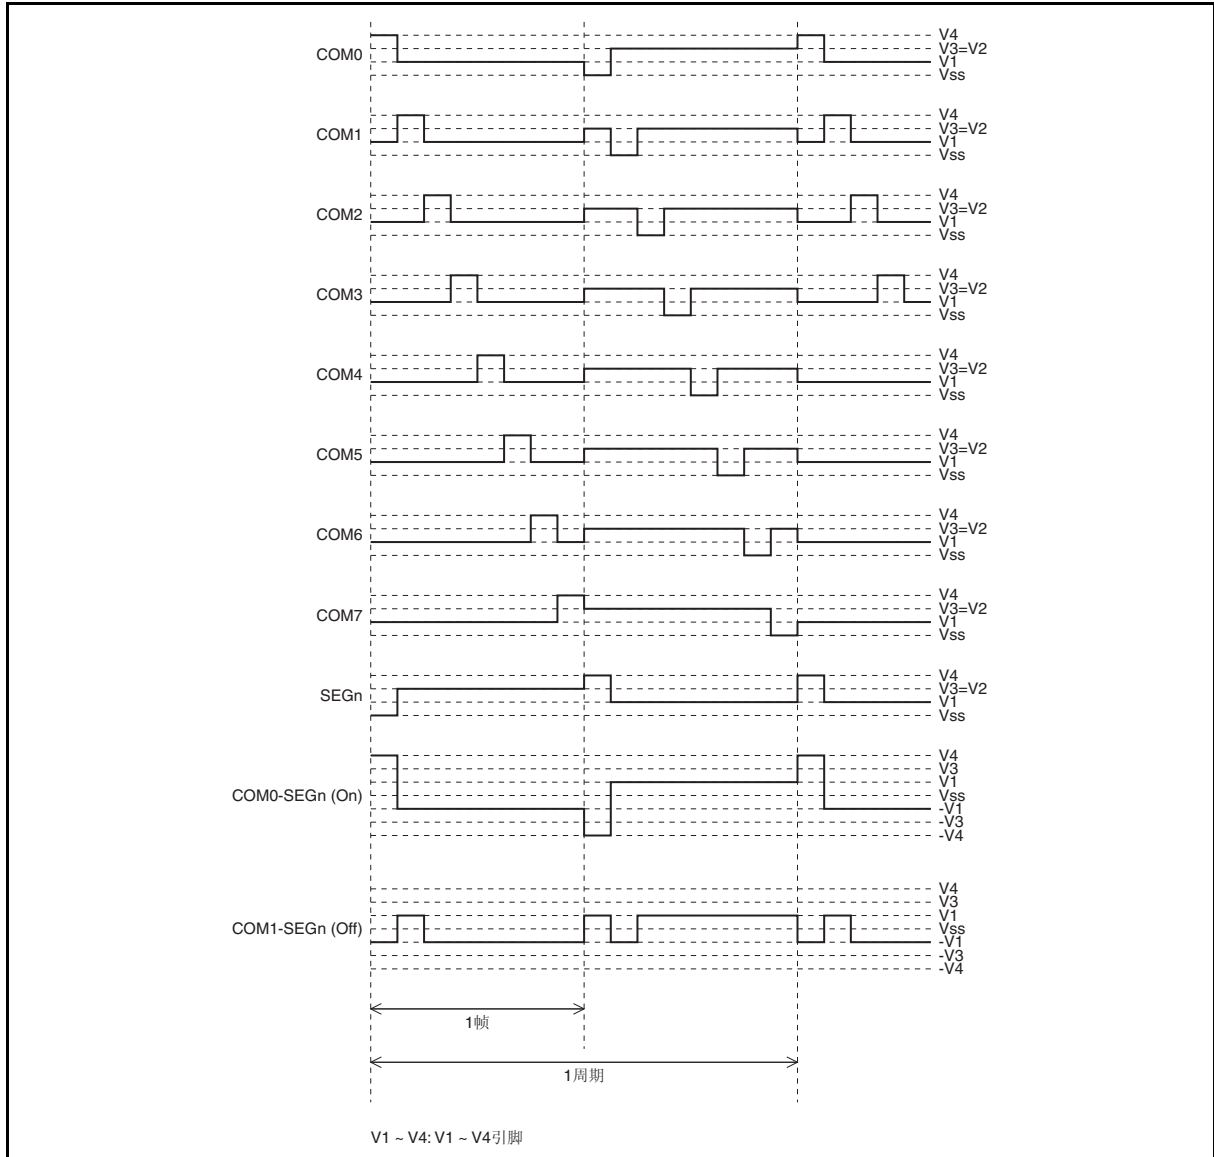 COM0
V4
V3=V2
V1
Vss
COM1
V4
V3=V2
V1
Vss
COM2
V4
V3=V2
V1
Vss
COM3
V4
V3=V2
V1
Vss
COM4
V4
V3=V2
V1
Vss
COM5
V4
V3=V2
V1
Vss
COM6
V4
V3=V2
V1
Vss
COM7
V4
V3=V2
V1
Vss
SEGn
V4
V3=V2
V1
Vss
COM0-SEGn (On)
V4
V3
V1
Vss
-V1
-V3
-V4
COM1-SEGn (Off)
V4
V3
V1
Vss
-V1
-V3
-V4
1帧
1周期
V1 ~ V4: V1 ~ V4引脚